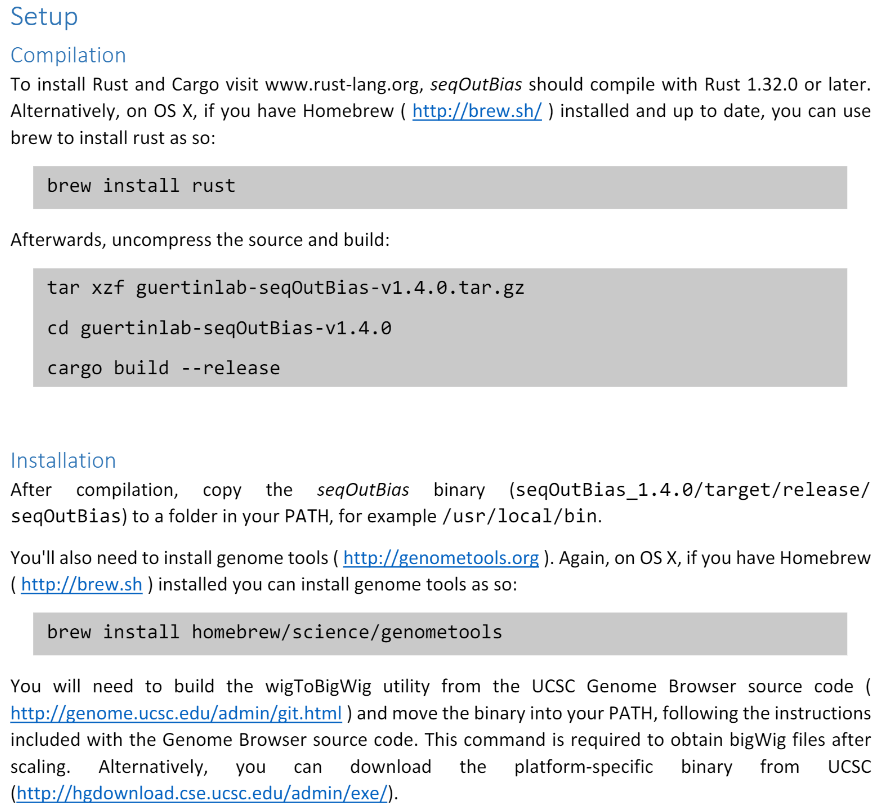 Setup
Compilation
To install Rust and Cargo visit www.rust-lang.org, seqOutBias should compile with Rust 1.32.0 or later.
Alternatively, on OS X, if you have Homebrew ( http://brew.sh/ ) installed and up to date, you can use
brew to install rust as so:
brew install rust
Afterwards, uncompress the source and build:
tar xzf guertinlab-seqOutBias-v1.4.0.tar.gz
cd guertinlab-seqOutBias-v1.4.0
cargo build --release
Installation
After compilation, copy the seqOutBias binary (seqOutBias_1.4.0/target/release/
seqOutBias) to a folder in your PATH, for example /usr/local/bin.
You'll also need to install genome tools ( http://genometools.org ). Again, on OS X, if you have Homebrew
( http://brew.sh ) installed you can install genome tools as so:
brew install homebrew/science/genometools
You will need to build the wigToBigWig utility from the UCSC Genome Browser source code (
http://genome.ucsc.edu/admin/git.html ) and move the binary into your PATH, following the instructions
included with the Genome Browser source code. This command is required to obtain bigWig files after
scaling. Alternatively, you can download the platform-specific binary from UCSC
(http://hgdownload.cse.ucsc.edu/admin/exe/).